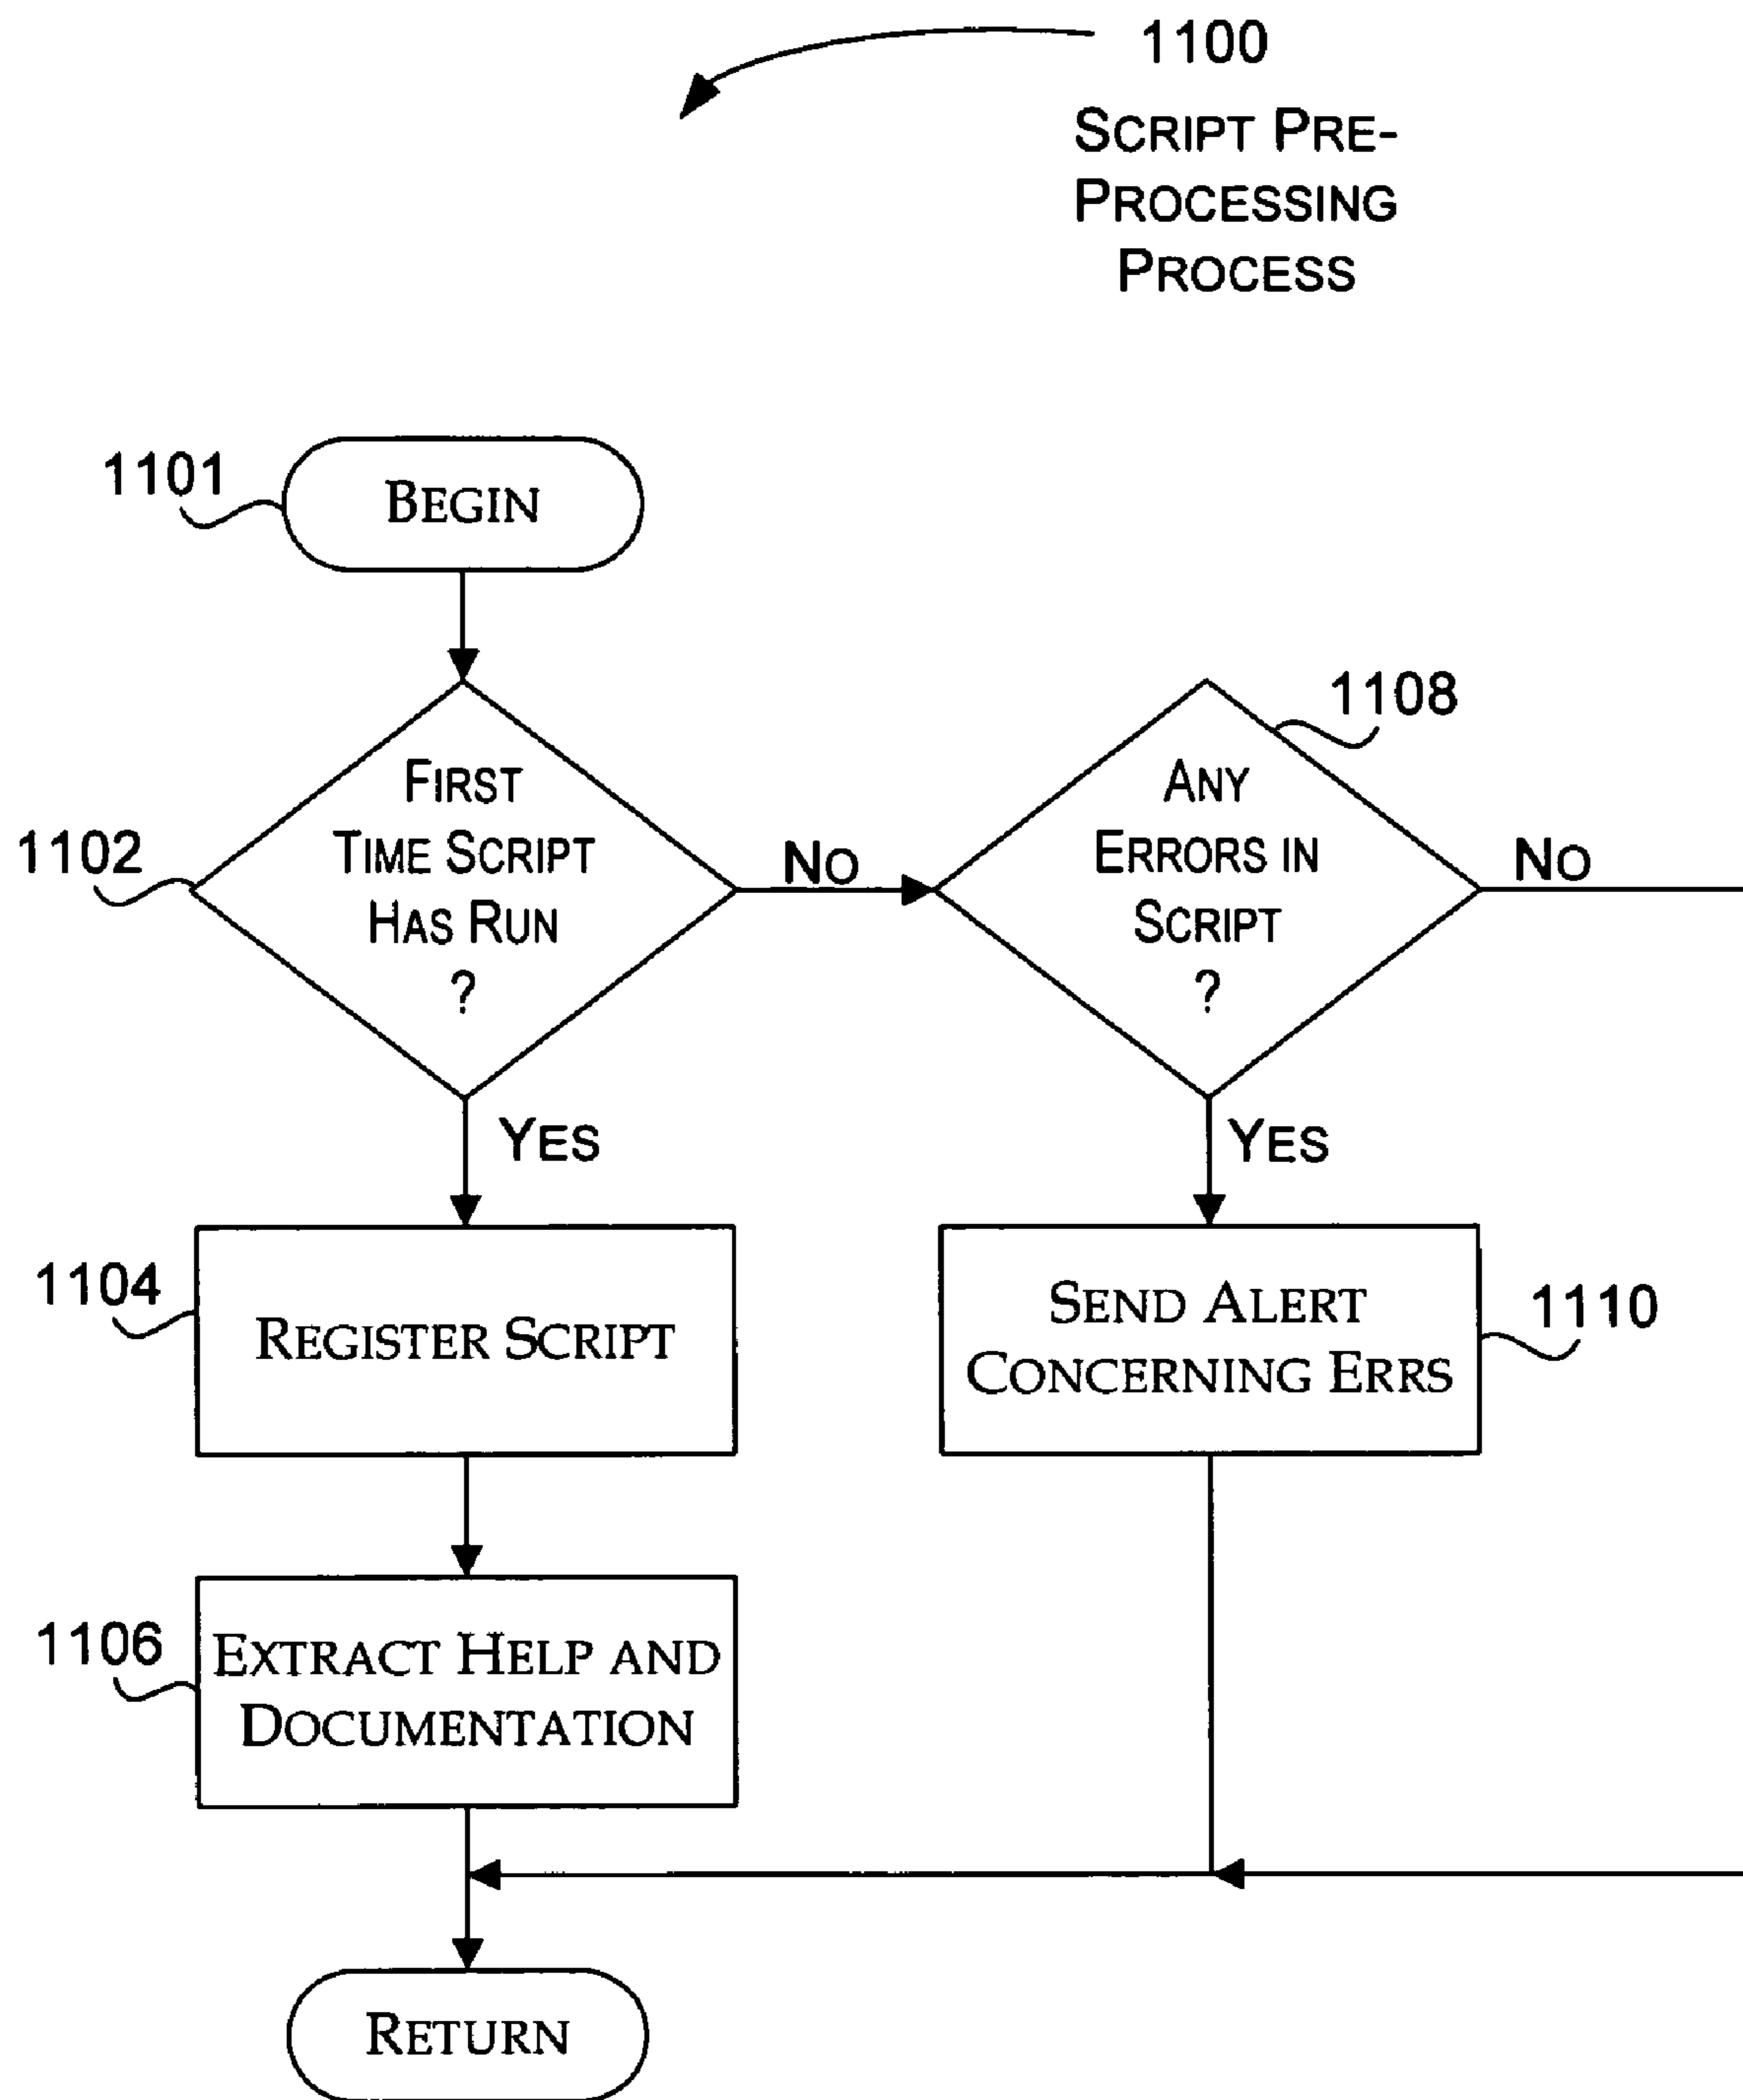 1100
SCRIPT PRE-
PROCESSING
PROCESS
1101
BEGIN
1102
FIRST
TIME SCRIPT
HAS RUN
?
NO
1108
ANY
ERRORS IN
SCRIPT
?
NO
YES
YES
1104
REGISTER SCRIPT
SEND ALERT
CONCERNING ERRS
1110
1106
EXTRACT HELP AND
DOCUMENTATION
RETURN